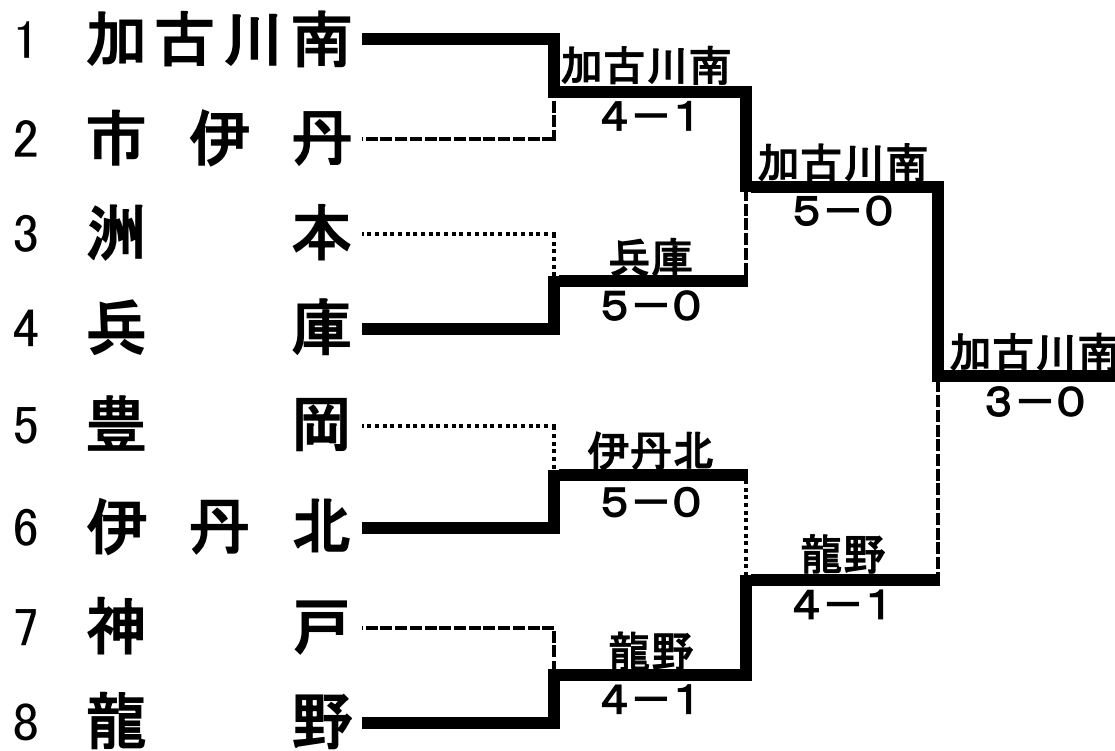 1 加古川南
2 市伊丹
3 洲本
4 兵庫
5 豊岡
6 伊丹北
7 神戸
8 龍野
加古川南
4－1
兵庫
5－0
伊丹北
5－0
龍野
4－1
加古川南
5－0
龍野
4－1
加古川南
3－0